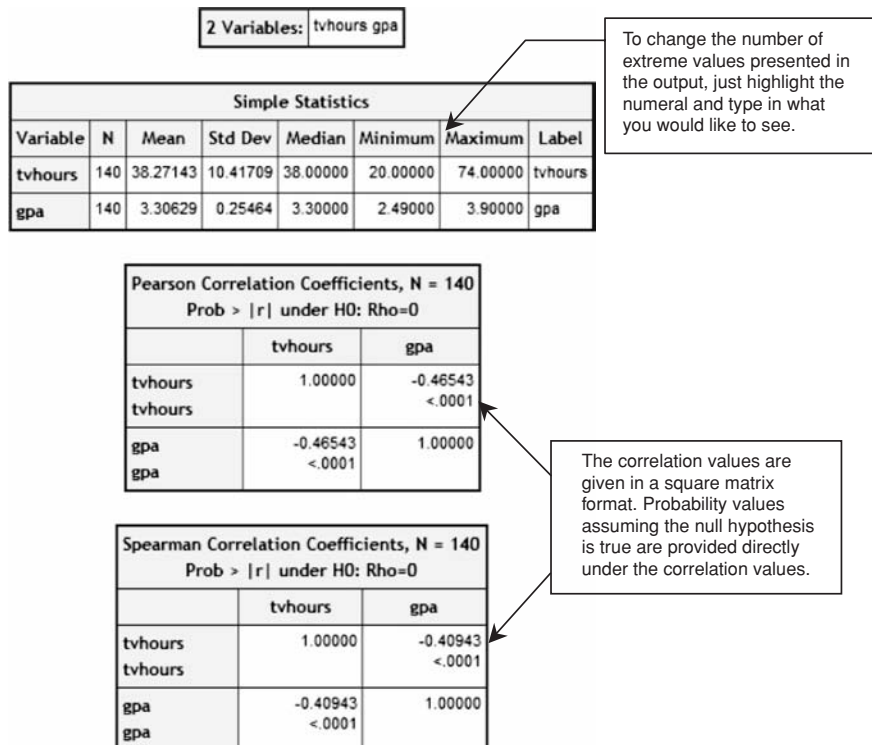 2 Variables: tvhours gpa
To change the number of
extreme values presented in
the output, just highlight the
numeral and type in what
you would like to see.
Simple Statistics
Variable N Mean Std Dev Median Minimum Maximum Label
tvhours 140 38.27143 10.41709 38.00000 20.00000 74.00000 tvhours
gpa 140 3.30629 0.25464 3.30000 2.49000 3.90000 gpa
Pearson Correlation Coefficients, N = 140
Prob > |r| under H0: Rho=0
tvhours gpa
tvhours 1.00000 -0.46543
tvhours <.0001
gpa -0.46543 1.00000
gpa <.0001
The correlation values are
given in a square matrix
format. Probability values
assuming the null hypothesis
is true are provided directly
under the correlation values.
Spearman Correlation Coefficients, N = 140
Prob > |r| under H0: Rho=0
tvhours gpa
tvhours 1.00000 -0.40943
tvhours <.0001
gpa -0.40943 1.00000
gpa <.0001